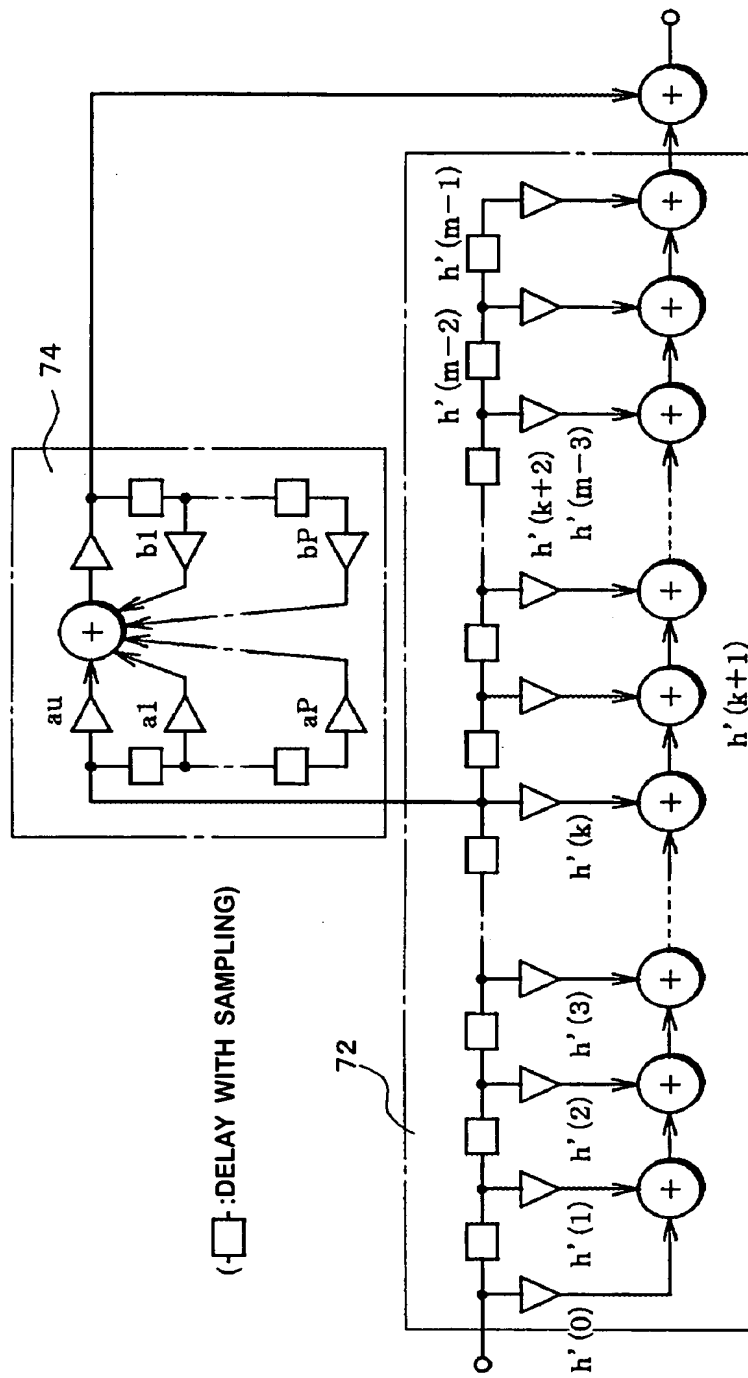 74
au
a1
aP
b1
bP
(-□-:DELAY WITH SAMPLING)
72
h'(0)
h'(1)
h'(2)
h'(3)
h'(k)
h'(k+1)
h'(k+2)
h'(m−3)
h'(m−2)
h'(m−1)
+
+
+
+
+
+
+
+
+
+
+